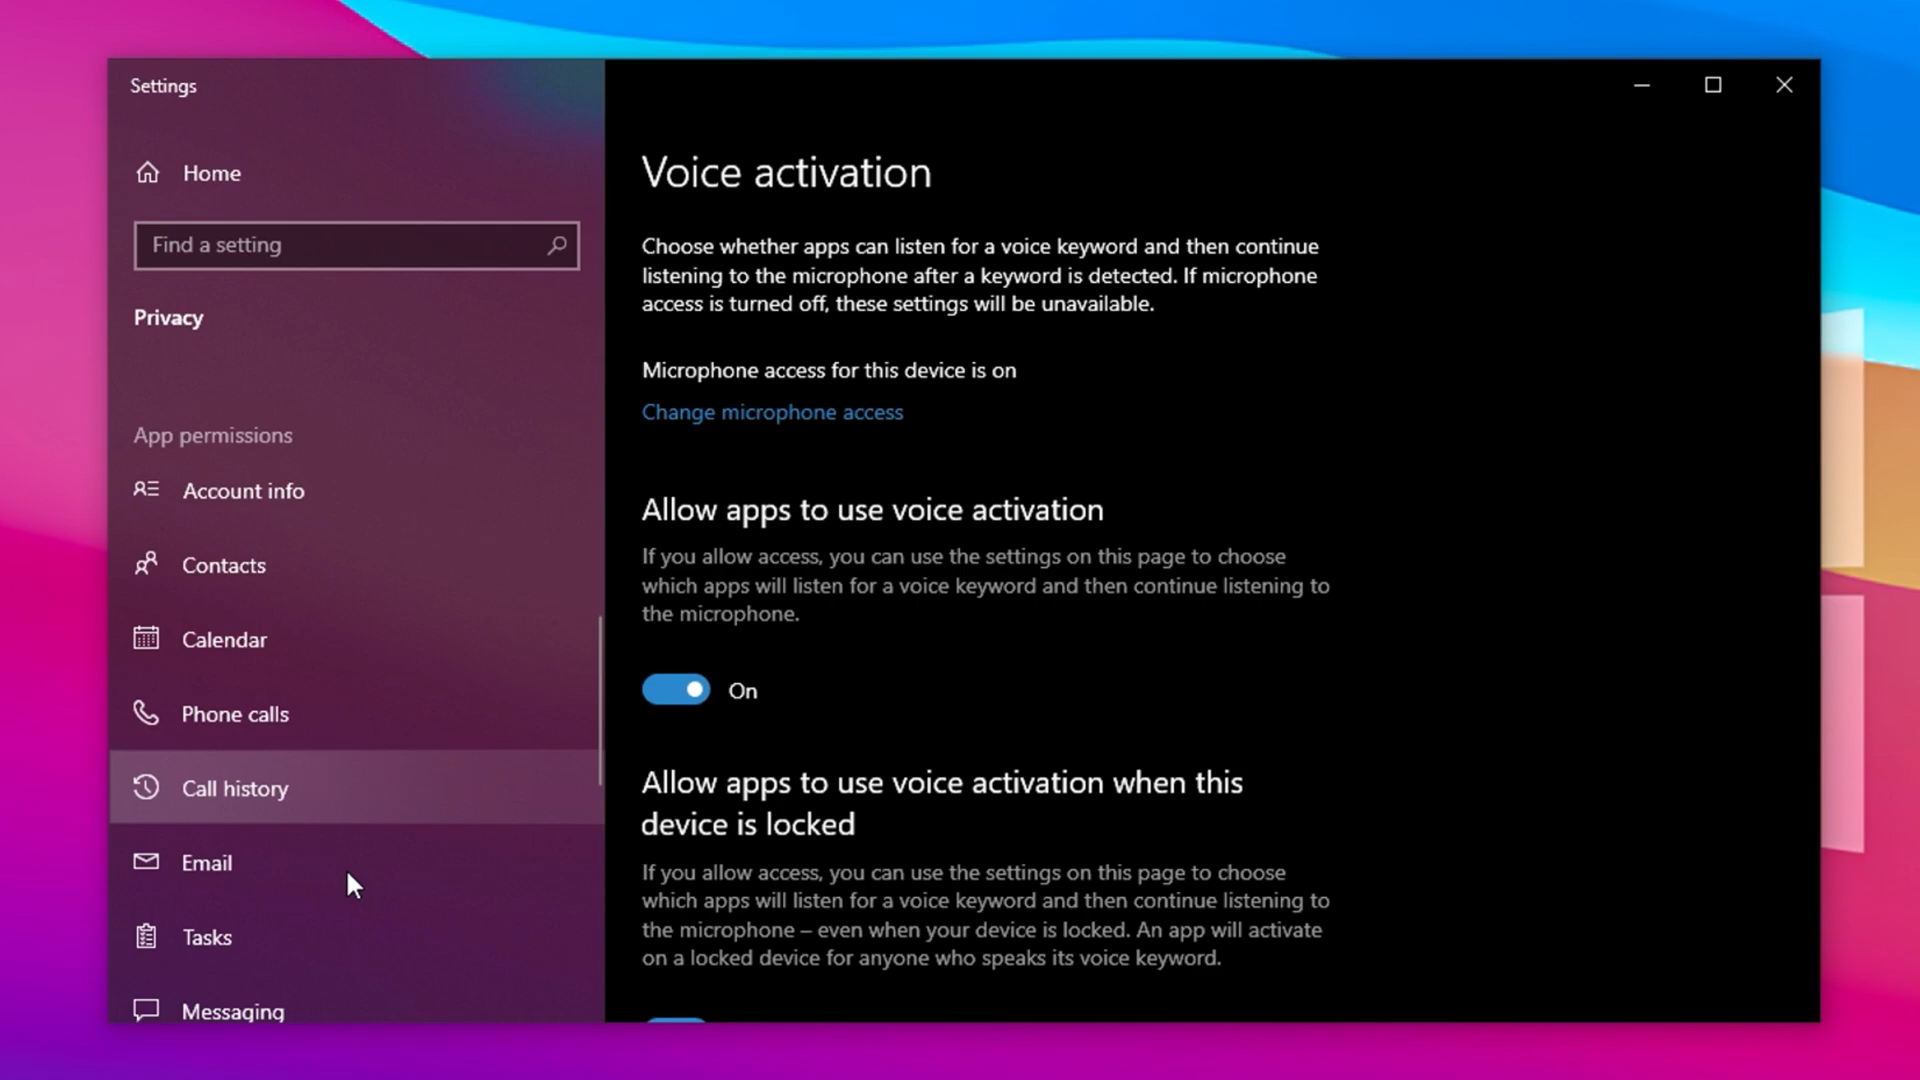 Settings
Home
Find a setting
Privacy
App permissions
Account info
Contacts
Calendar
Phone calls
Call history
Email
Tasks
Messaging
Voice activation
Choose whether apps can listen for a voice keyword and then continue
listening to the microphone after a keyword is detected. If microphone
access is turned off, these settings will be unavailable.
Microphone access for this device is on
Change microphone access
Allow apps to use voice activation
If you allow access, you can use the settings on this page to choose
which apps will listen for a voice keyword and then continue listening to
the microphone.
On
Allow apps to use voice activation when this
device is locked
If you allow access, you can use the settings on this page to choose
which apps will listen for a voice keyword and then continue listening to
the microphone – even when your device is locked. An app will activate
on a locked device for anyone who speaks its voice keyword.